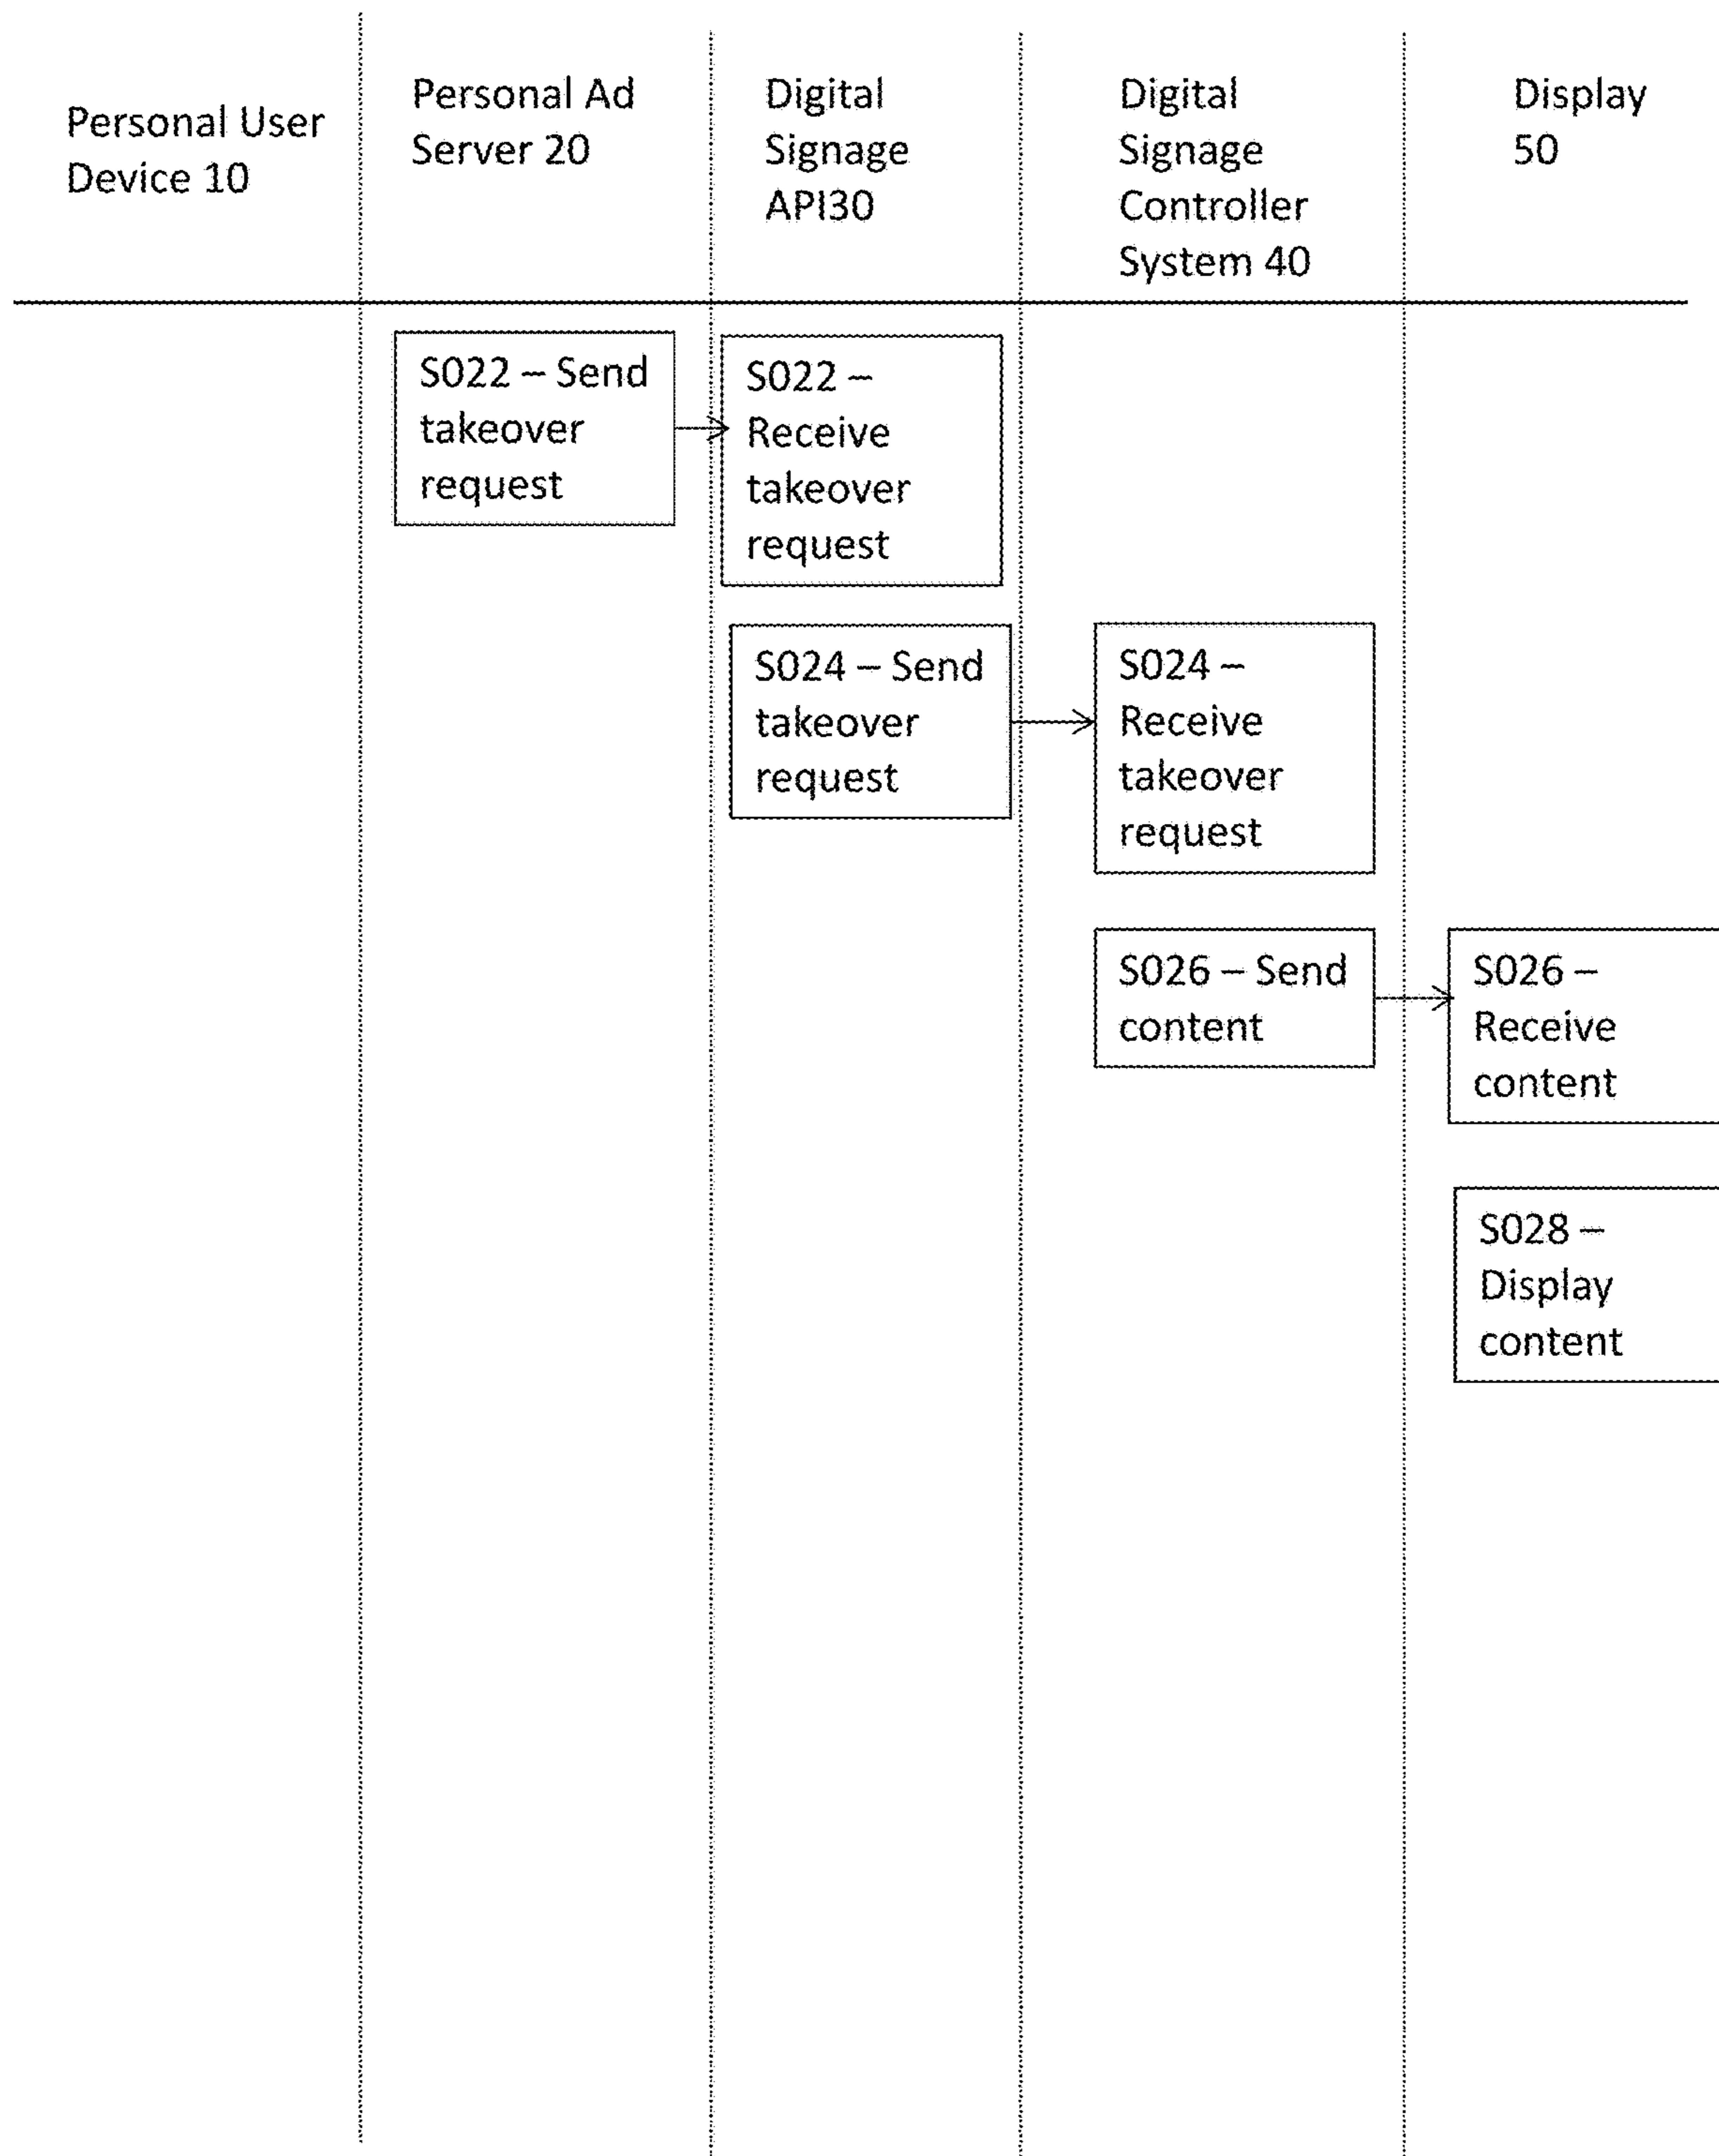 Personal User
Device 10
Personal Ad
Server 20
Digital
Signage
API30
Digital
Signage
Controller
System 40
Display
50
S022 – Send
takeover
request
S022 –
Receive
takeover
request
S024 – Send
takeover
request
S024 –
Receive
takeover
request
S026 – Send
content
S026 –
Receive
content
S028 –
Display
content